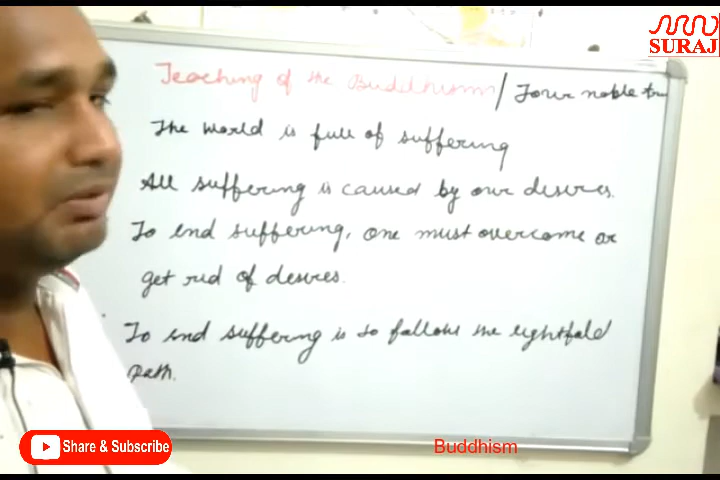 SURAJ
Teaching of the Buddhism / Four noble tru
The world is full of suffering
All suffering is caused by our desires.
To end suffering, one must overcome or
get rid of desires.
To end suffering is to follow the eightfold
path.
Share & Subscribe
Buddhism